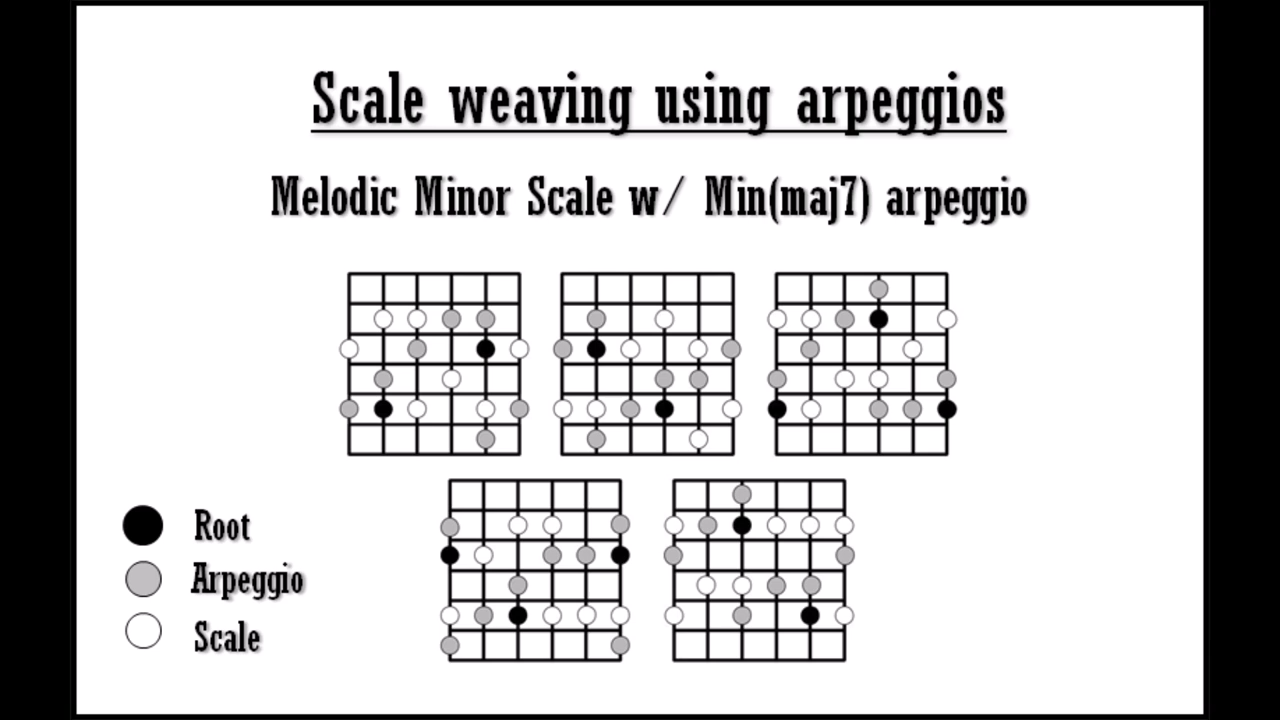 Scale weaving using arpeggios
Melodic Minor Scale w/ Min(maj7) arpeggio
Root
Arpeggio
Scale